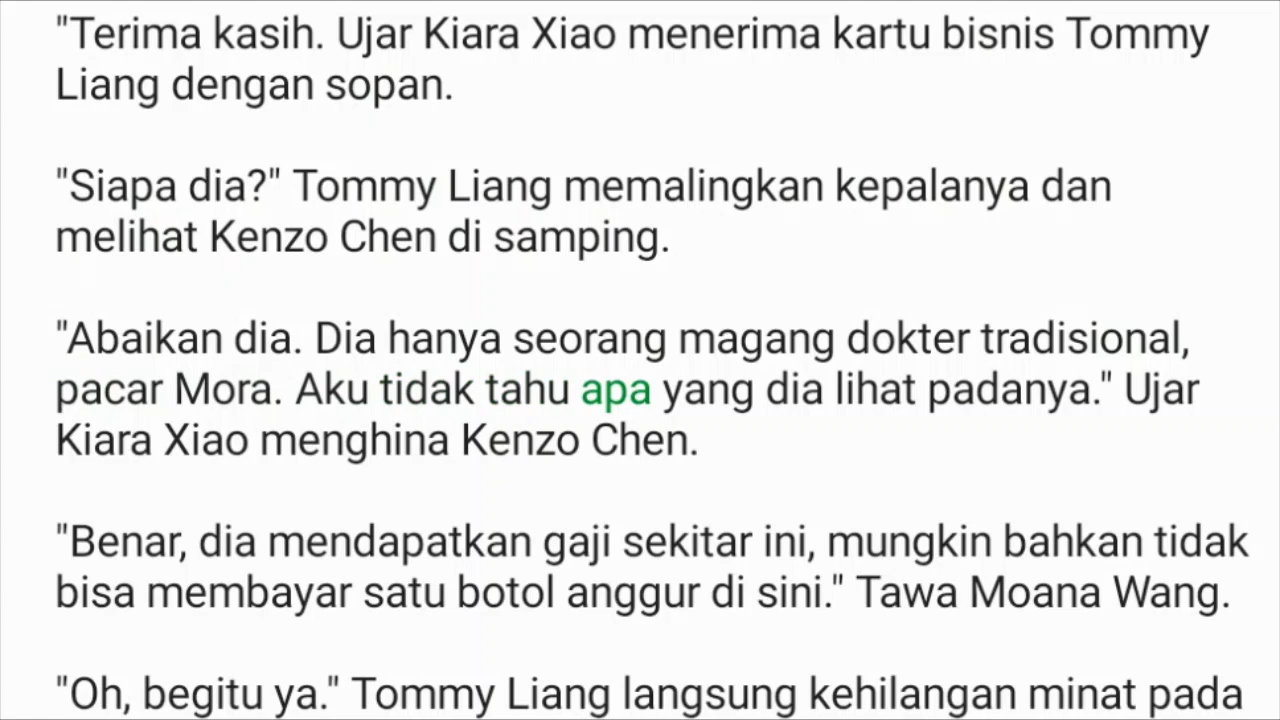 "Terima kasih. Ujar Kiara Xiao menerima kartu bisnis Tommy
Liang dengan sopan.
"Siapa dia?" Tommy Liang memalingkan kepalanya dan
melihat Kenzo Chen di samping.
"Abaikan dia. Dia hanya seorang magang dokter tradisional,
pacar Mora. Aku tidak tahu apa yang dia lihat padanya." Ujar
Kiara Xiao menghina Kenzo Chen.
"Benar, dia mendapatkan gaji sekitar ini, mungkin bahkan tidak
bisa membayar satu botol anggur di sini." Tawa Moana Wang.
"Oh, begitu ya." Tommy Liang langsung kehilangan minat pada